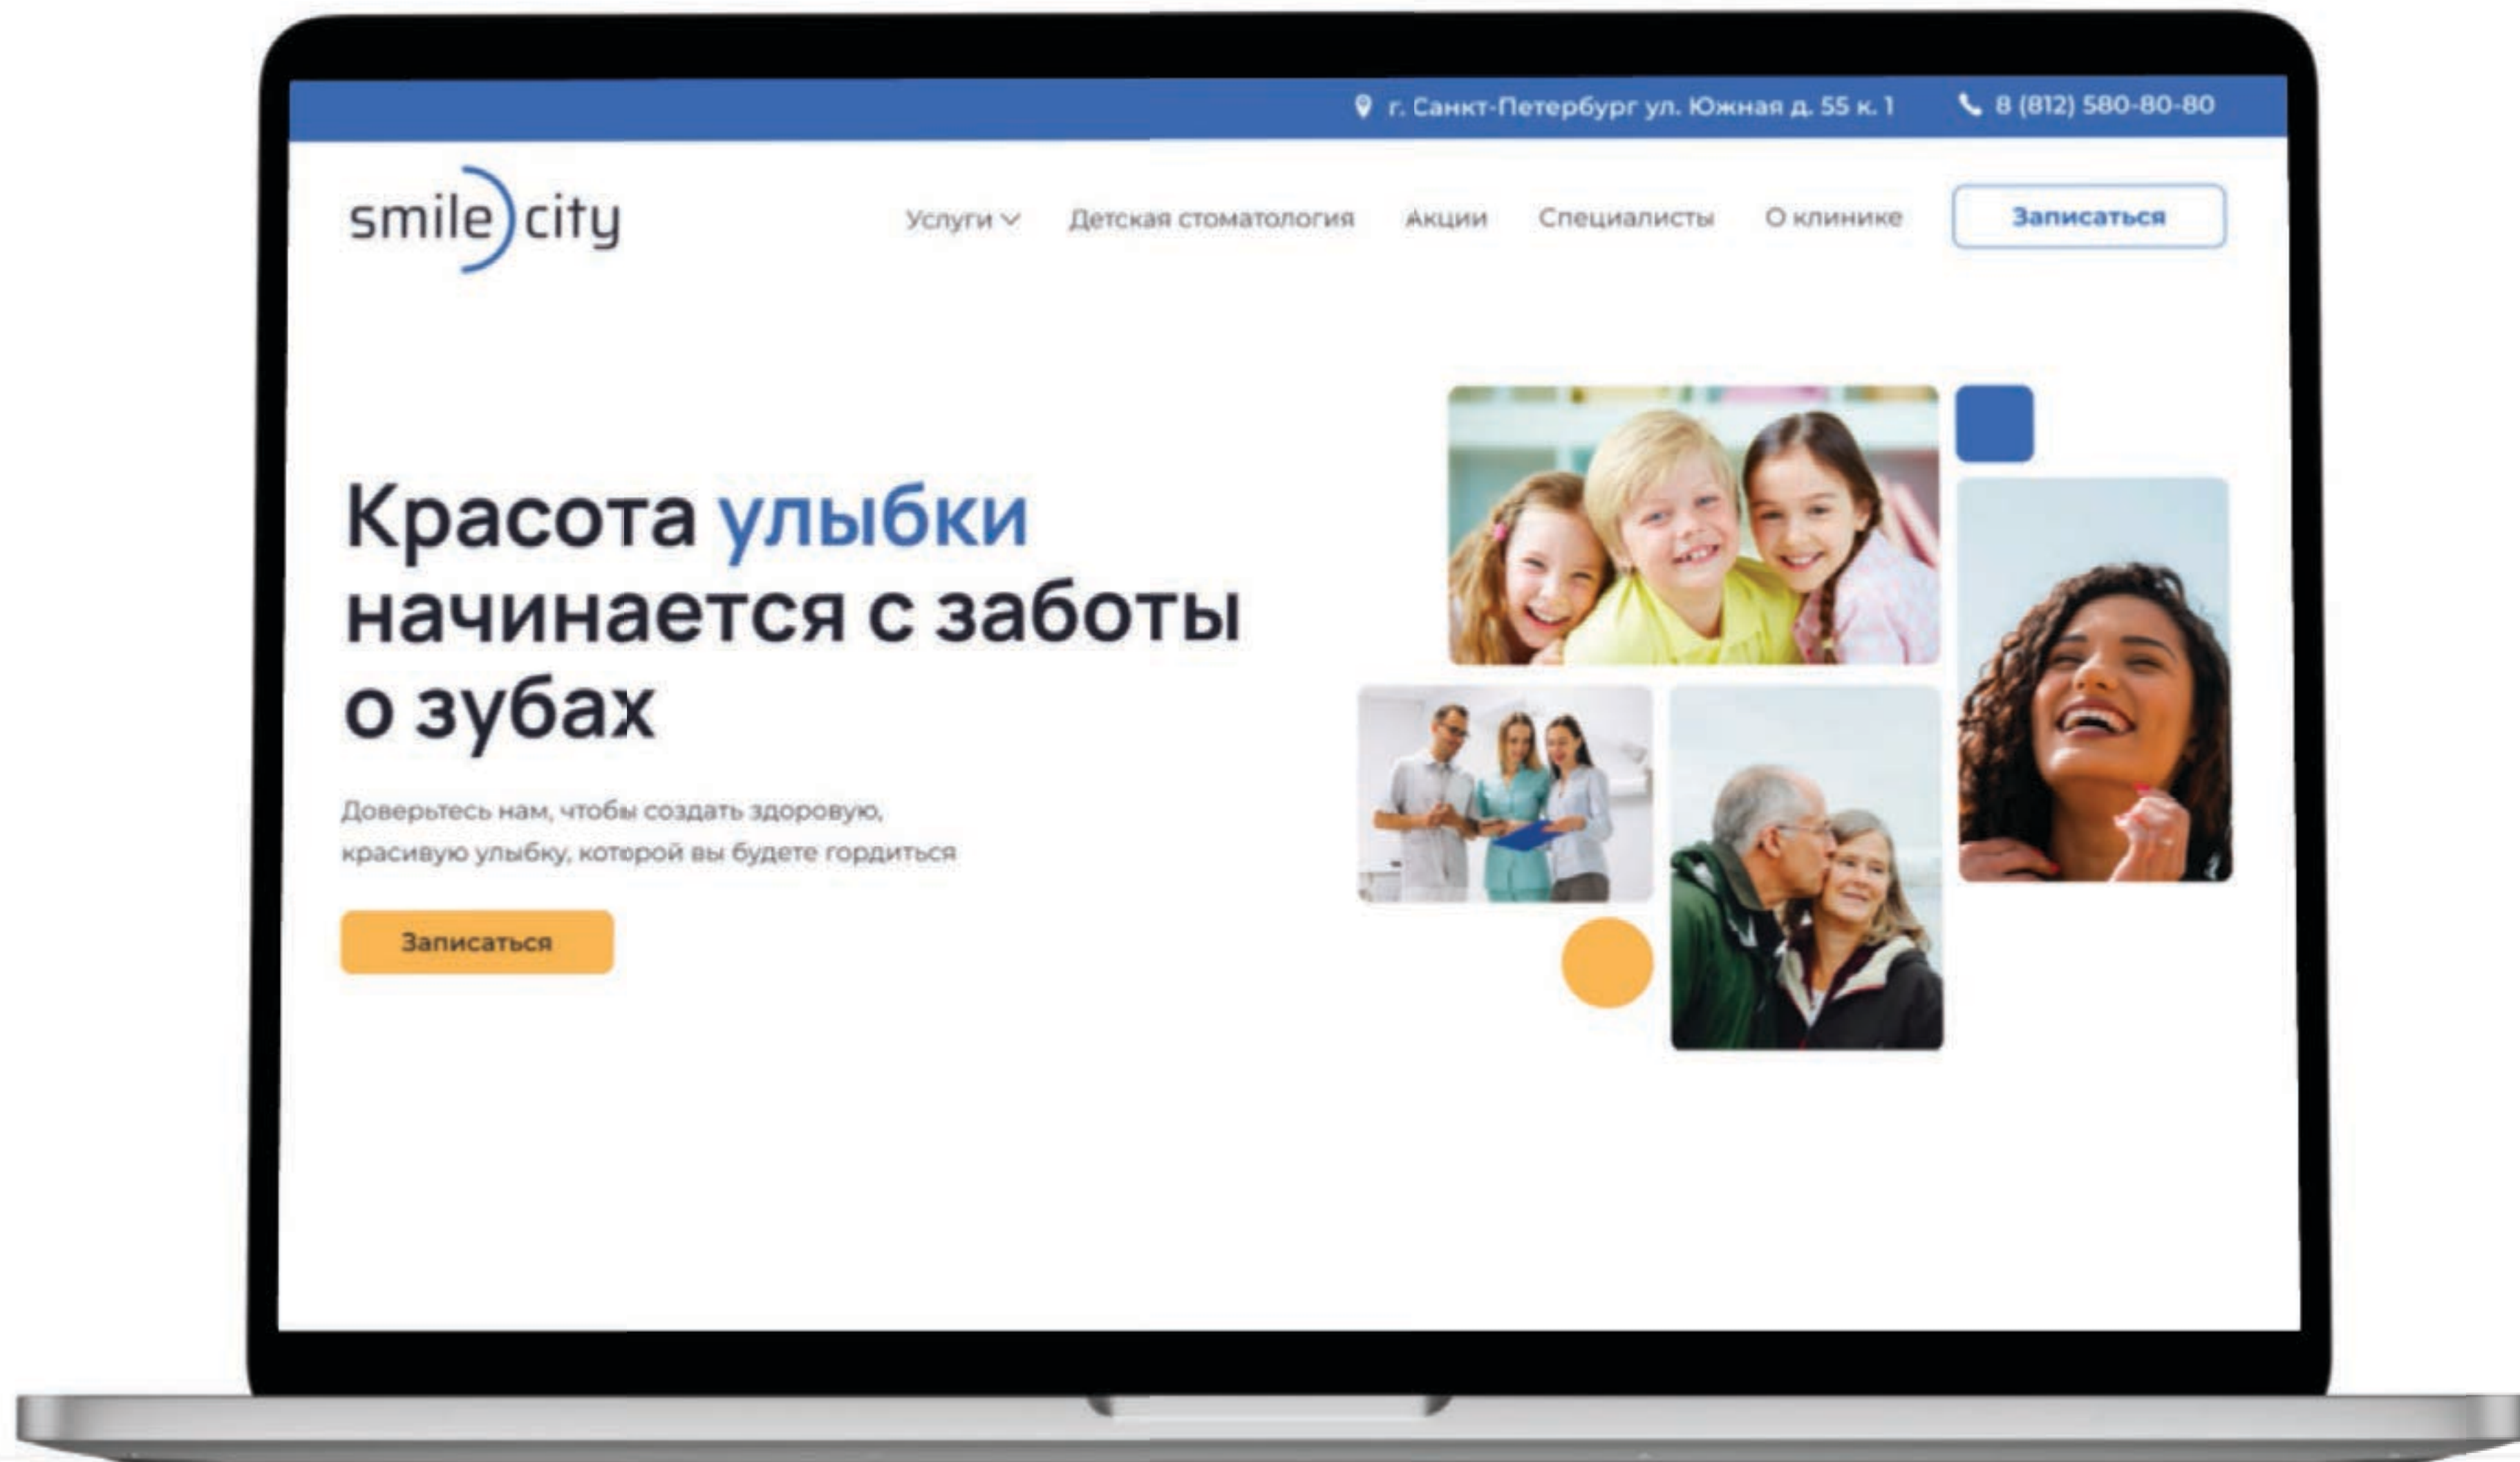 г. Санкт-Петербург ул. Южная д. 55 к. 1 8 (812) 580-80-80
smile city
Услуги Детская стоматология Акции Специалисты О клинике Записаться
Красота улыбки
начинается с заботы
о зубах
Доверьтесь нам, чтобы создать здоровую,
красивую улыбку, которой вы будете гордиться
Записаться